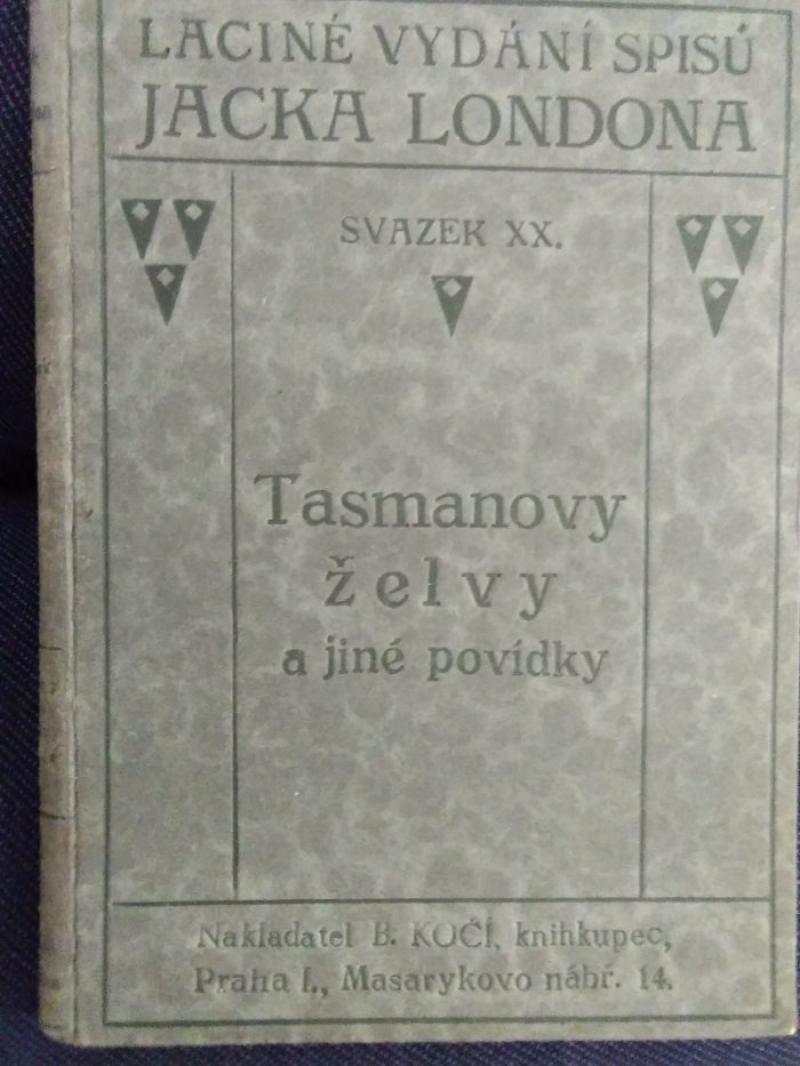 LACINÉ VYDÁNÍ SPISŮ
JACKA LONDONA
SVAZEK XX.
Tasmanovy
želvy
a jiné povídky
Nakladatel B. KOČÍ, knihkupec,
Praha I., Masarykovo nábř. 14.